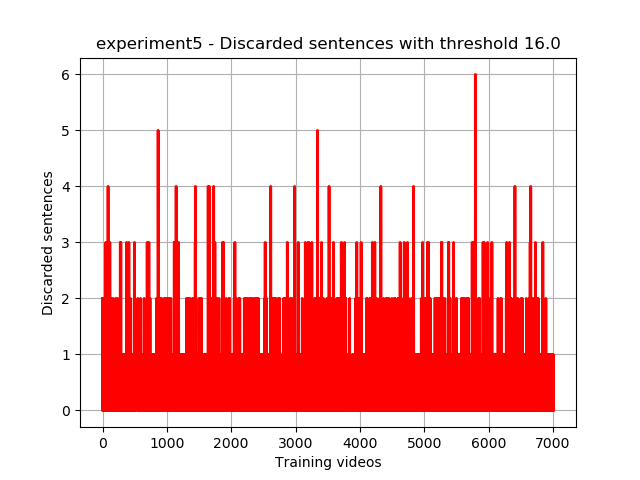 experiment5 - Discarded sentences with threshold 16.0
6
5
4
3
2
1
0
Discarded sentences
0 1000 2000 3000 4000 5000 6000 7000
Training videos